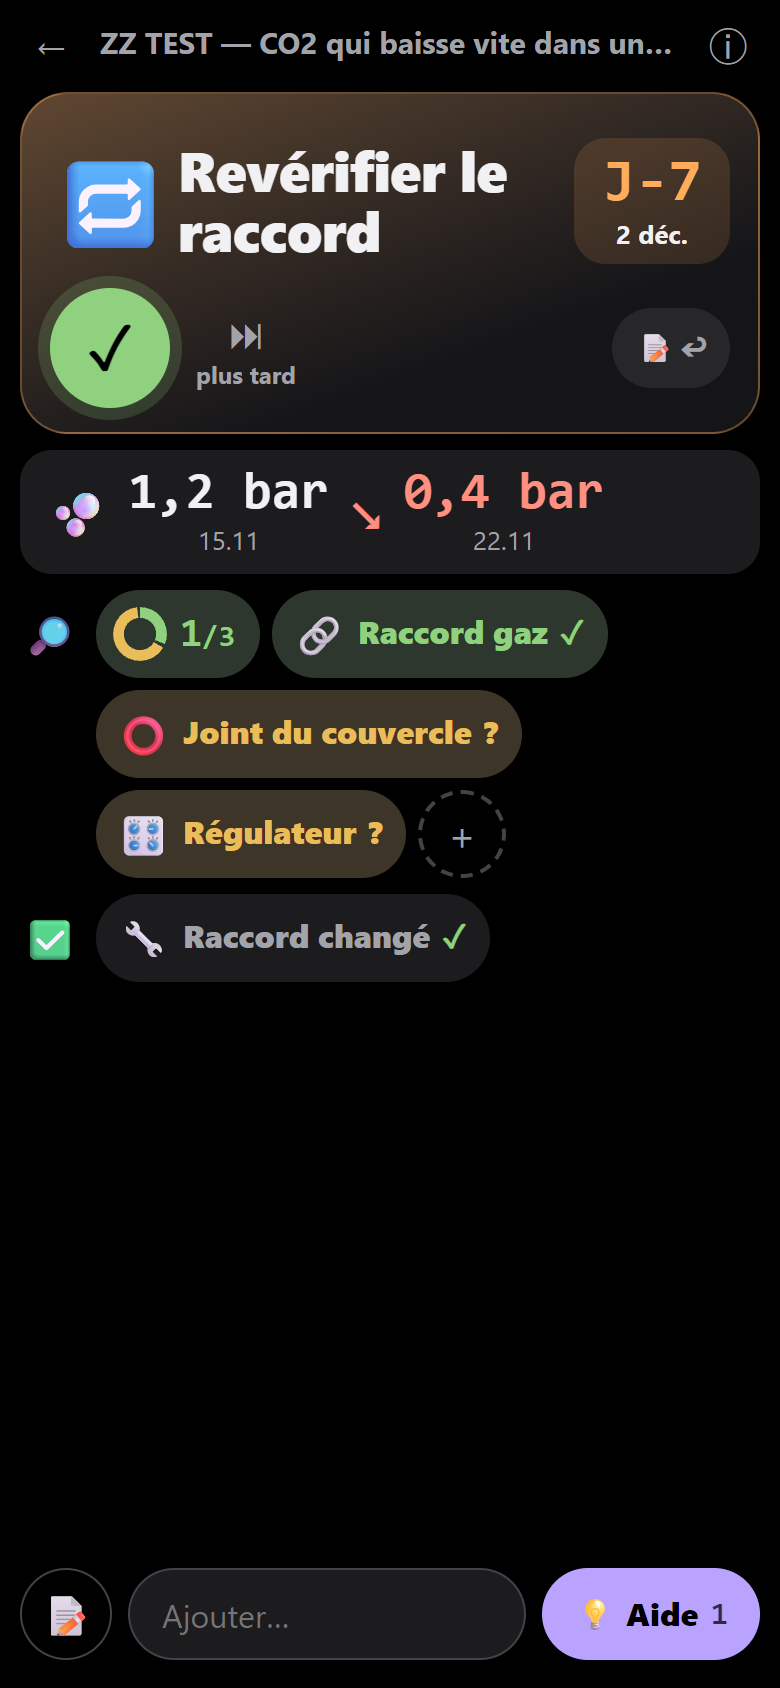 ZZ TEST — CO2 qui baisse vite dans un...
Revérifier le
raccord
J-7
2 déc.
plus tard
1,2 bar
0,4 bar
15.11
22.11
1/3
Raccord gaz ✓
Joint du couvercle ?
Régulateur ?
+
Raccord changé ✓
Ajouter...
Aide 1